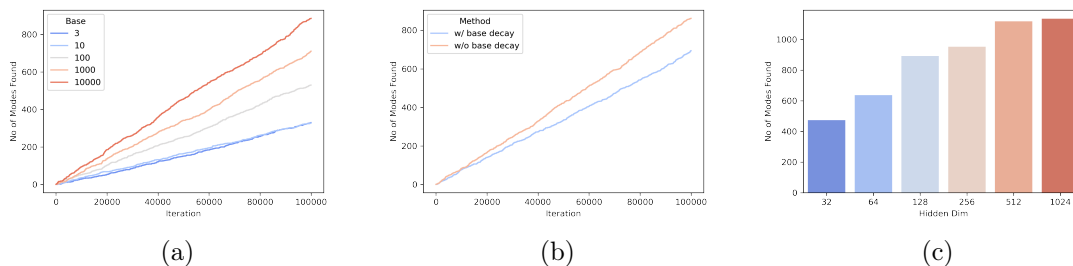 Base
3
10
100
1000
10000
No of Modes Found
800
600
400
200
0
0 20000 40000 60000 80000 100000
Iteration
(a)
Method
w/ base decay
w/o base decay
No of Modes Found
800
600
400
200
0
0 20000 40000 60000 80000 100000
Iteration
(b)
No of Modes Found
1000
800
600
400
200
0
32 64 128 256 512 1024
Hidden Dim
(c)